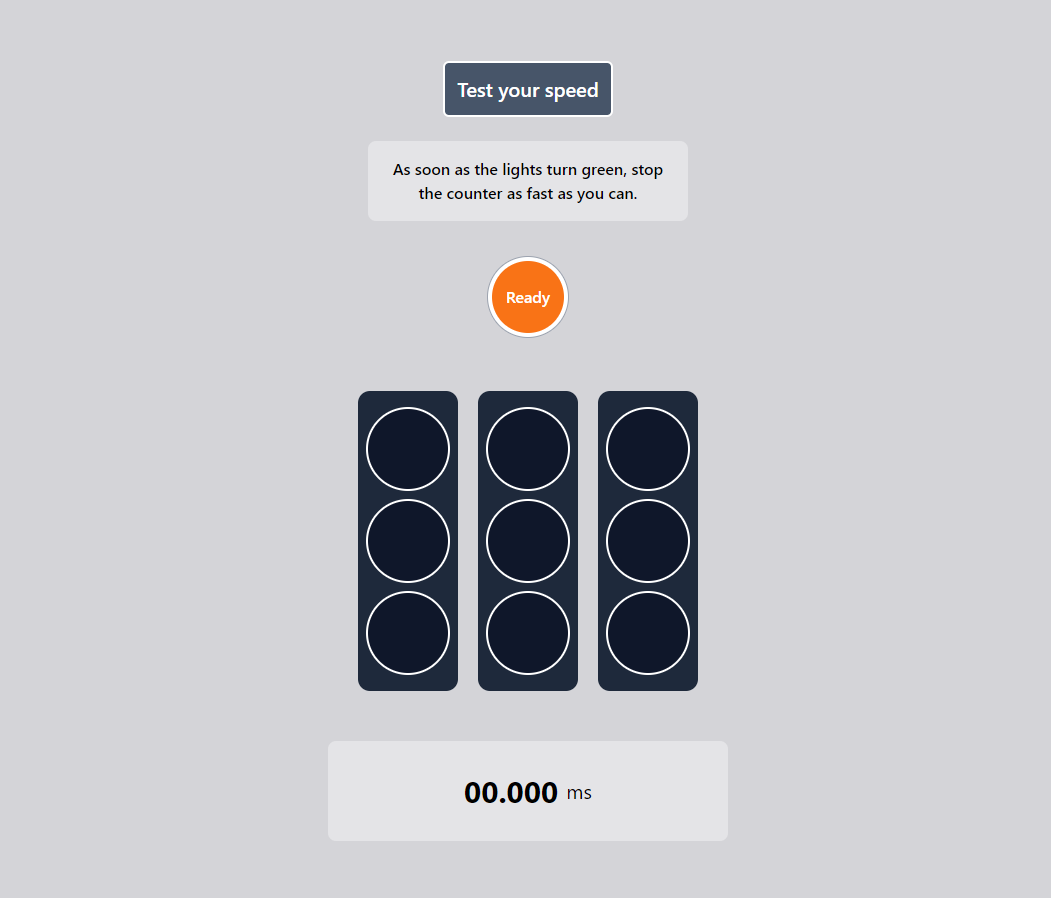 Test your speed
As soon as the lights turn green, stop
the counter as fast as you can.
Ready
00.000 ms